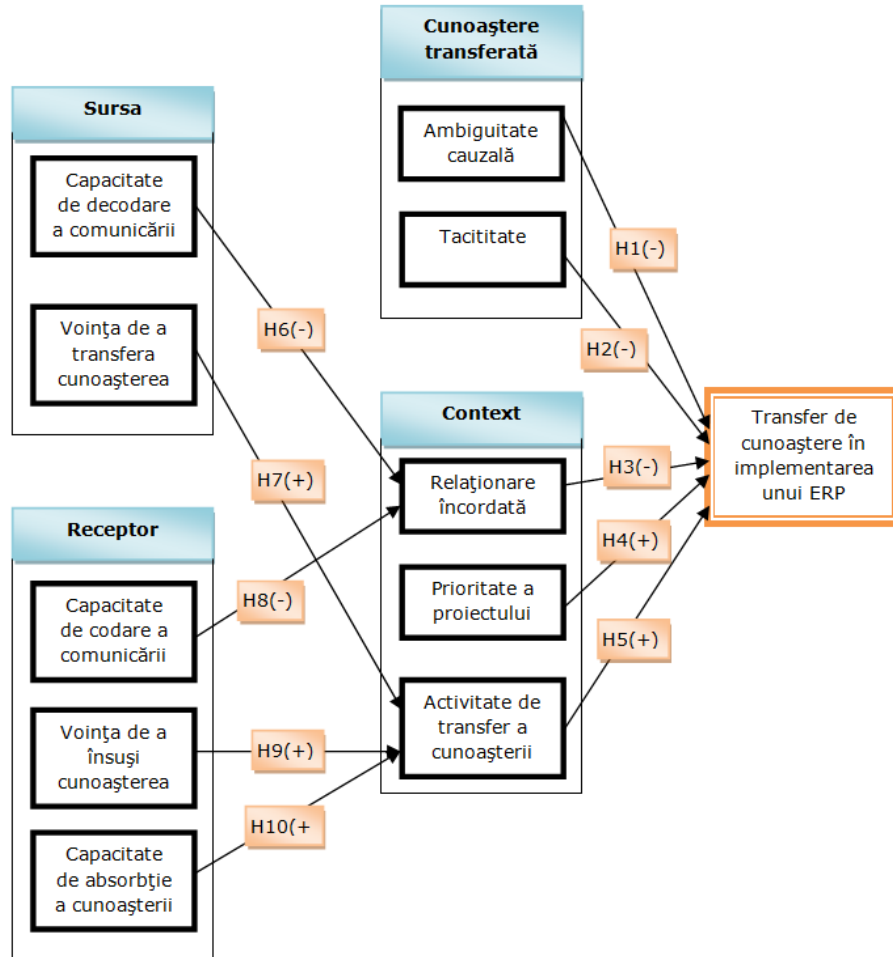 Cunoaştere
transferată
Ambiguitate
cauzală
Tacititate
H1(-)
H2(-)
Sursa
Capacitate
de decodare
a comunicării
Voinţa de a
transfera
cunoaşterea
H6(-)
H7(+)
Context
Relaţionare
încordată
Prioritate a
proiectului
Activitate de
transfer a
cunoaşterii
H3(-)
H4(+)
H5(+)
Transfer de
cunoaştere în
implementarea
unui ERP
Receptor
Capacitate
de codare a
comunicării
Voinţa de a
însuşi
cunoaşterea
Capacitate
de absorbţie
a cunoaşterii
H8(-)
H9(+)
H10(+